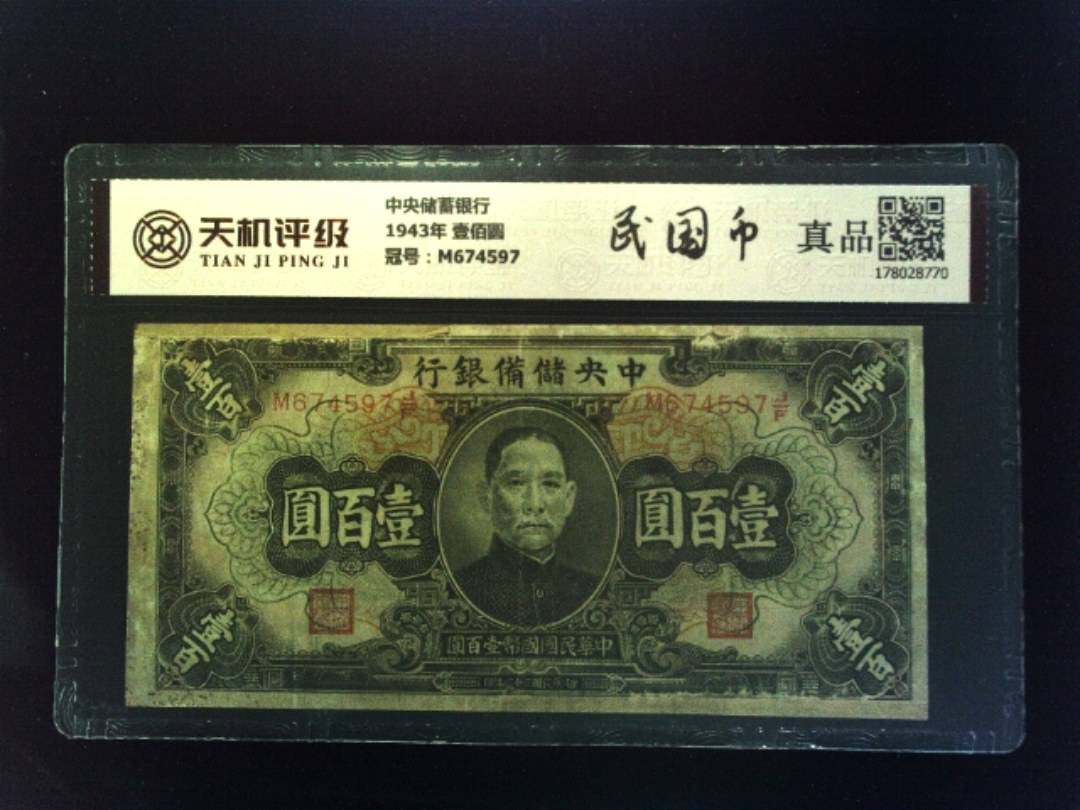 天机评级
TIAN JI PING JI
中央储蓄银行
1943年 壹佰圆
冠号：M674597
民国币
真品
178028770
行銀備儲央中
壹百
壹百
M674597
M674597
圓百壹
圓百壹
圓百壹幣國國民華中
壹百
壹百